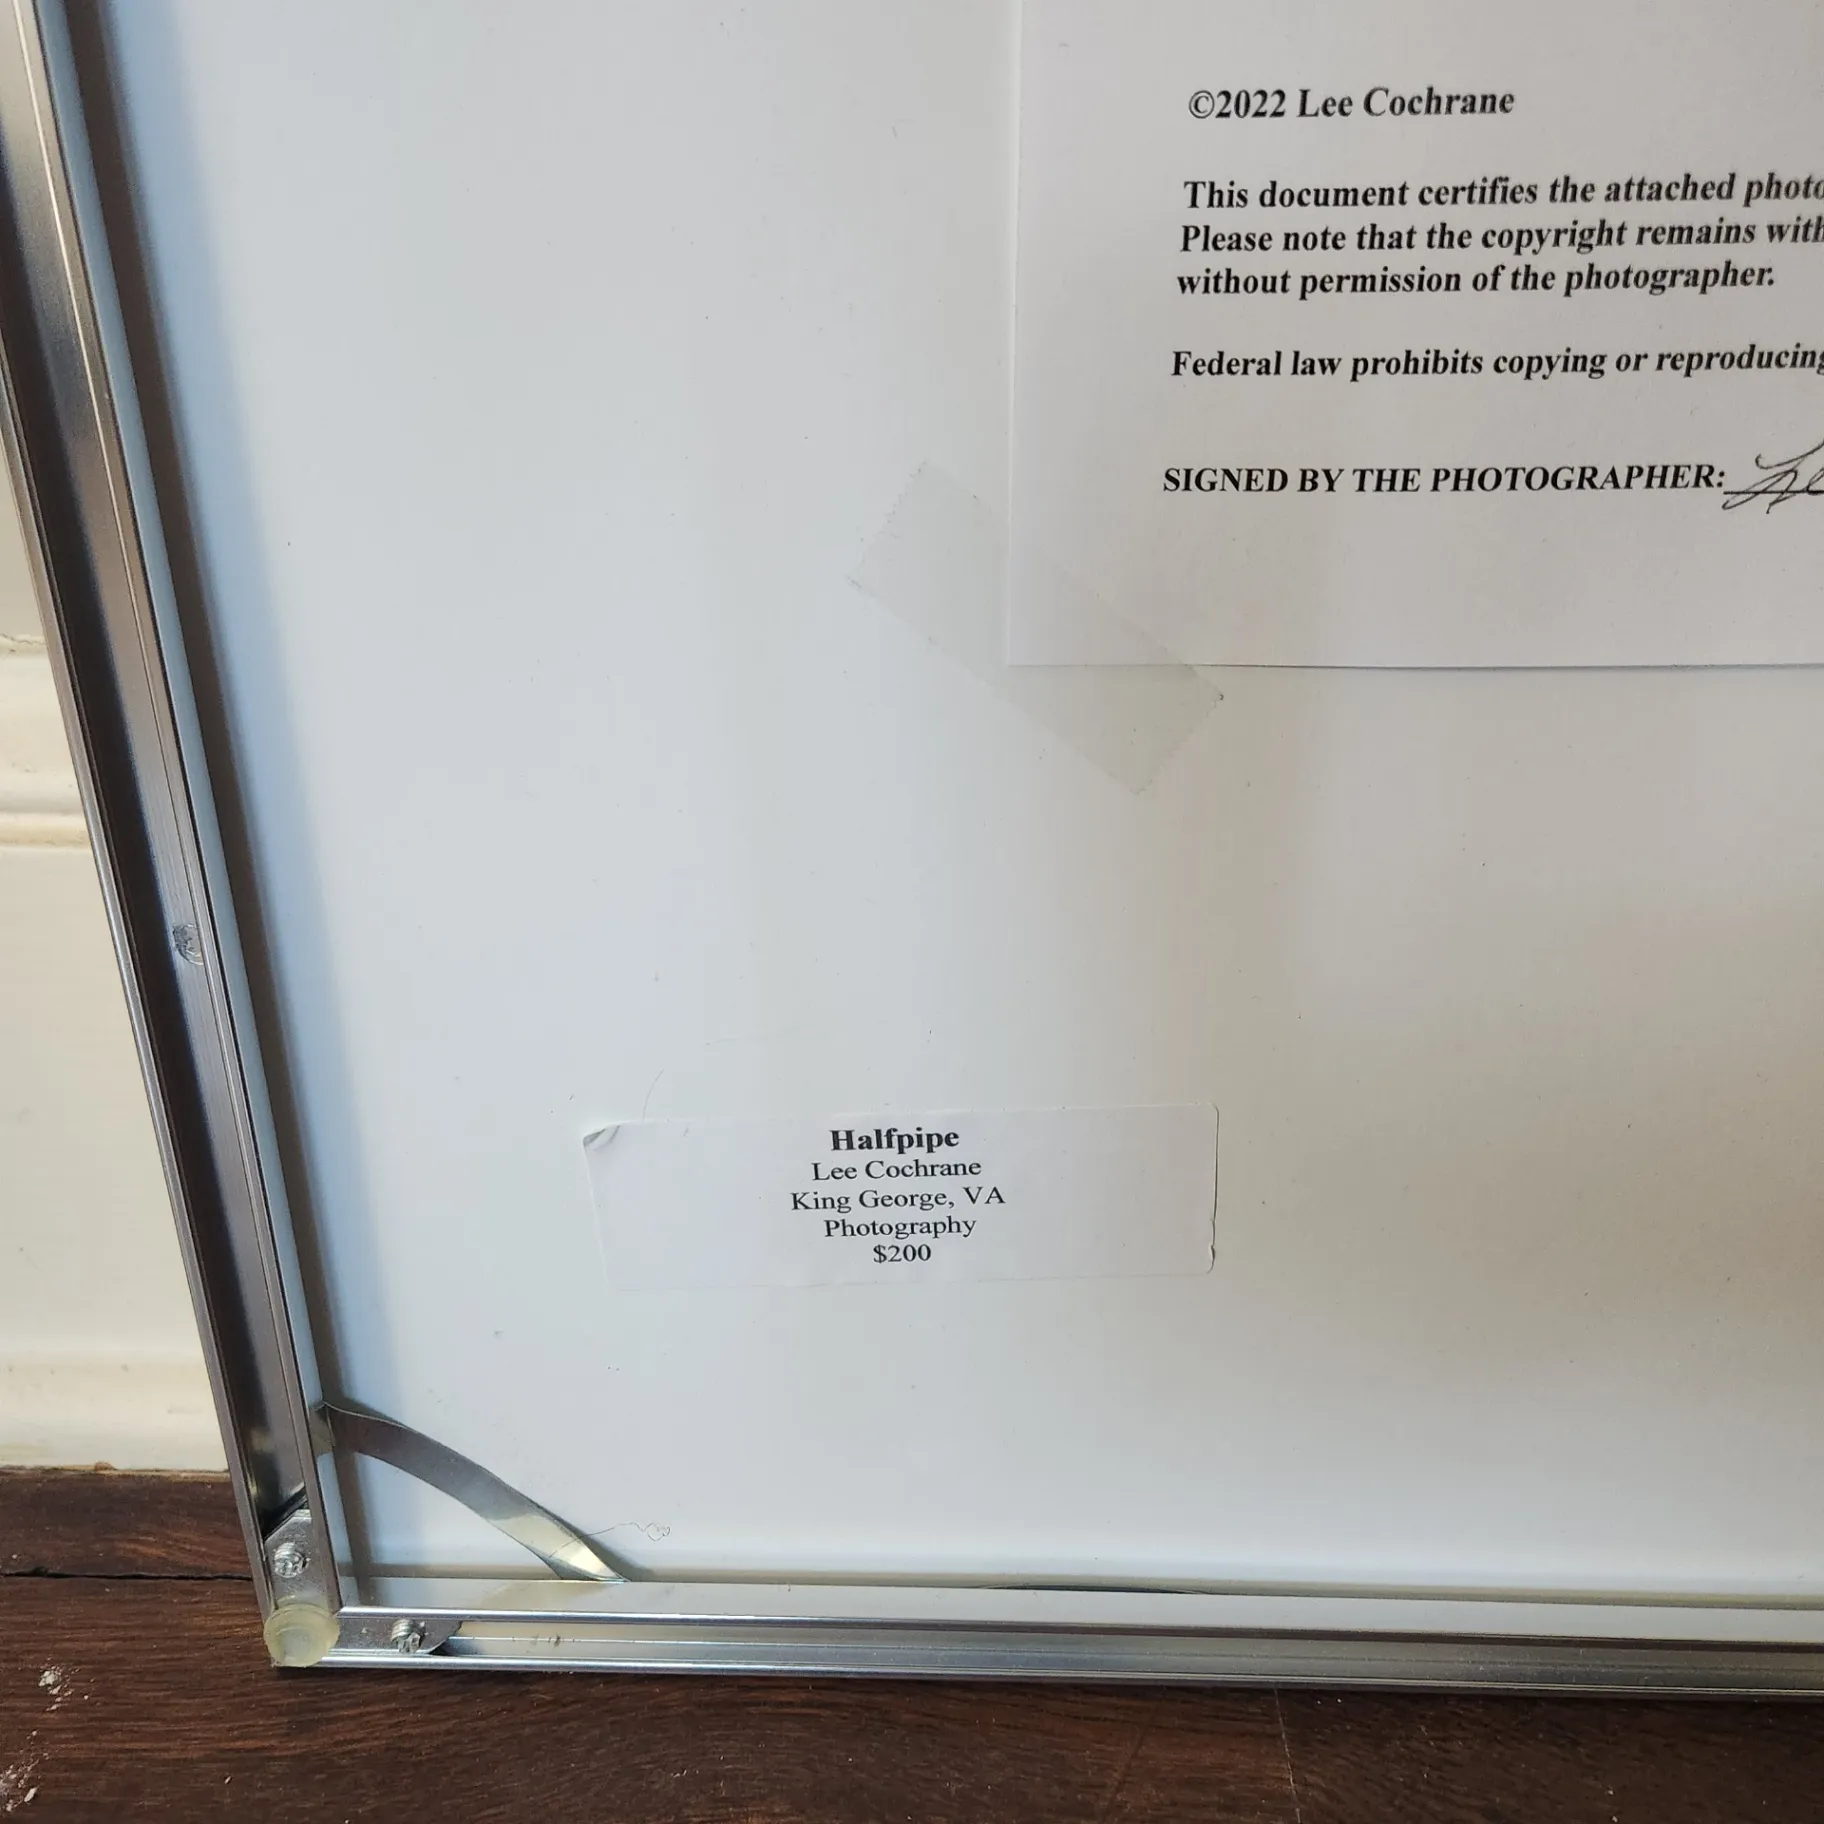 ©2022 Lee Cochrane
This document certifies the attached
Please note that the copyright remains with
without permission of the photographer.
Federal law prohibits copying or reproducing
SIGNED BY THE PHOTOGRAPHER:
Halfpipe
Lee Cochrane
King George, VA
Photography
$200